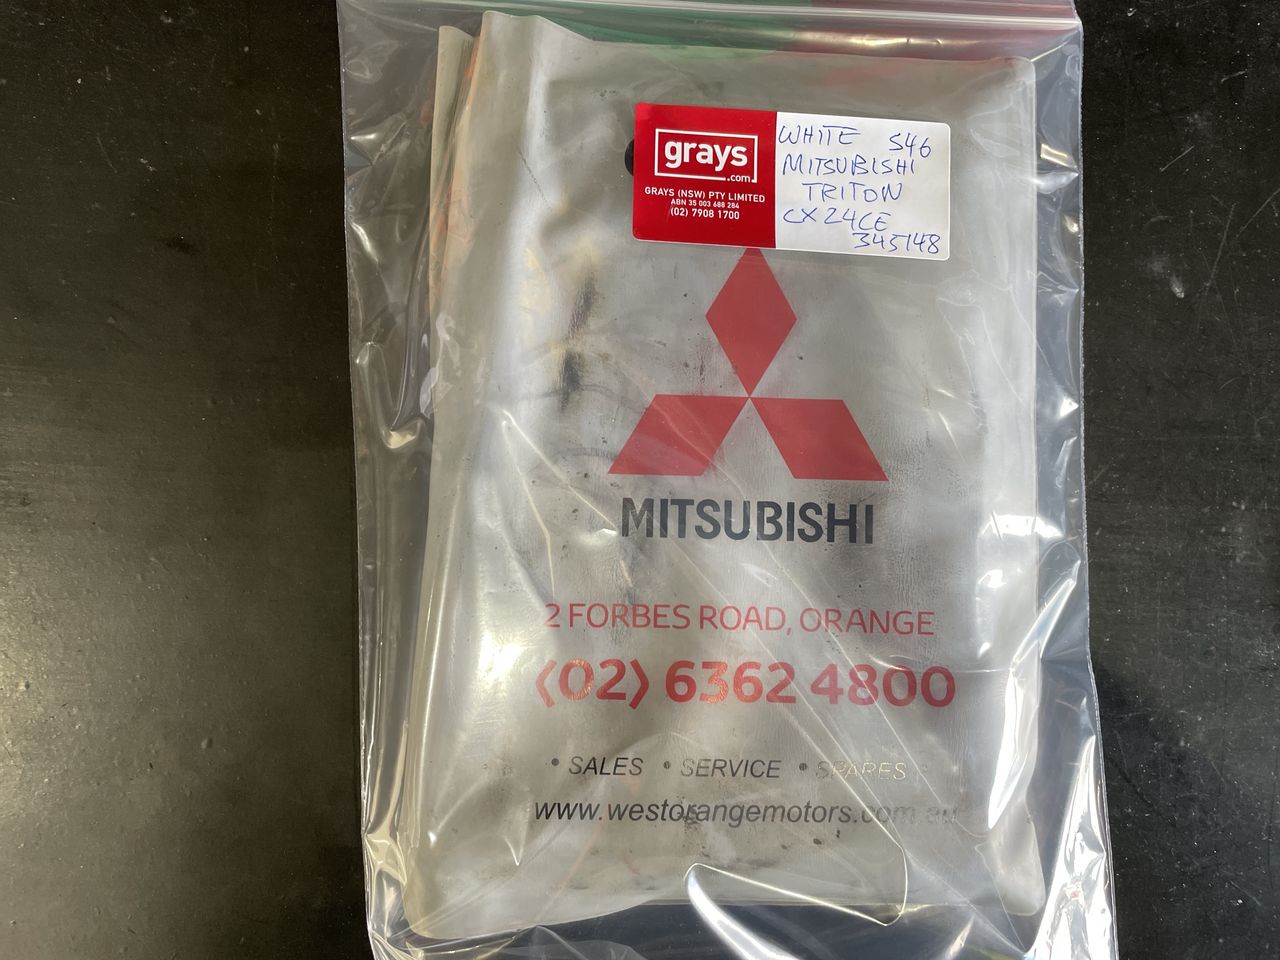 grays
.com
GRAYS (NSW) PTY LIMITED
ABN 35 003 688 284
(02) 7908 1700
WHITE S46
MITSUBISHI
TRITON
CX24CE
345148
MITSUBISHI
2 FORBES ROAD, ORANGE
(02) 6362 4800
• SALES • SERVICE • SPARES
www.westorangemotors.com.au